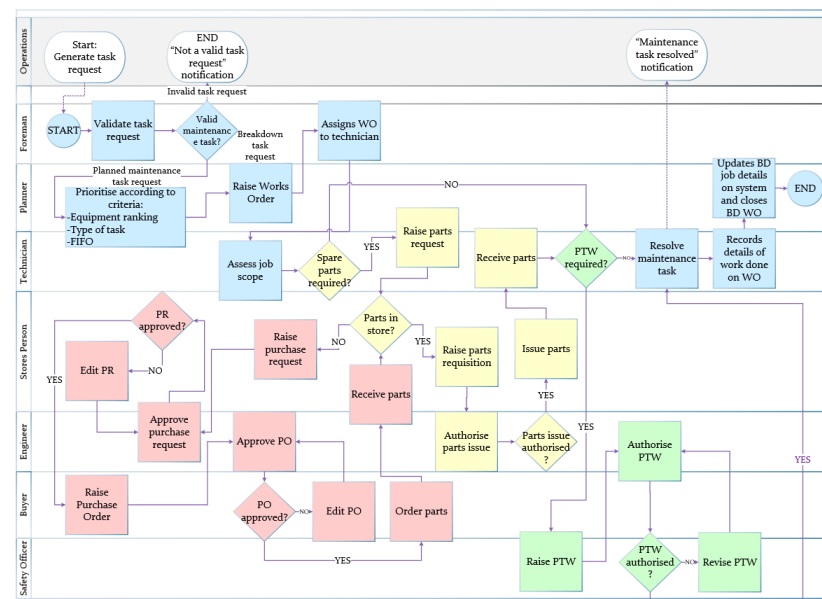 Operations
Start:
Generate task
request
END
“Not a valid task
request”
notification
“Maintenance
task resolved”
notification
Invalid task request
Foreman
START
Validate task
request
Valid
maintenanc
e task?
Breakdown
task
request
Assigns WO
to technician
Planner
Planned maintenance
task request
Prioritise according to
criteria:
-Equipment ranking
-Type of task
-FIFO
Raise Works
Order
NO
Updates BD
job details
on system
and closes
BD WO
END
Technician
Assess job
scope
Spare
parts
required?
YES
Raise parts
request
Receive parts
PTW
required?
NO
Resolve
maintenance
task
Records
details of
work done
on WO
Stores Person
PR
approved?
Edit PR
NO
YES
Approve
purchase
request
Raise
purchase
request
NO
Parts in
store?
YES
Raise parts
requisition
Issue parts
Receive parts
YES
Engineer
Approve PO
Authorise
parts issue
Parts issue
authorised
?
YES
Authorise
PTW
YES
Buyer
Raise
Purchase
Order
PO
approved?
NO
Edit PO
Order parts
YES
Safety Officer
Raise PTW
PTW
authorised
?
NO
Revise PTW